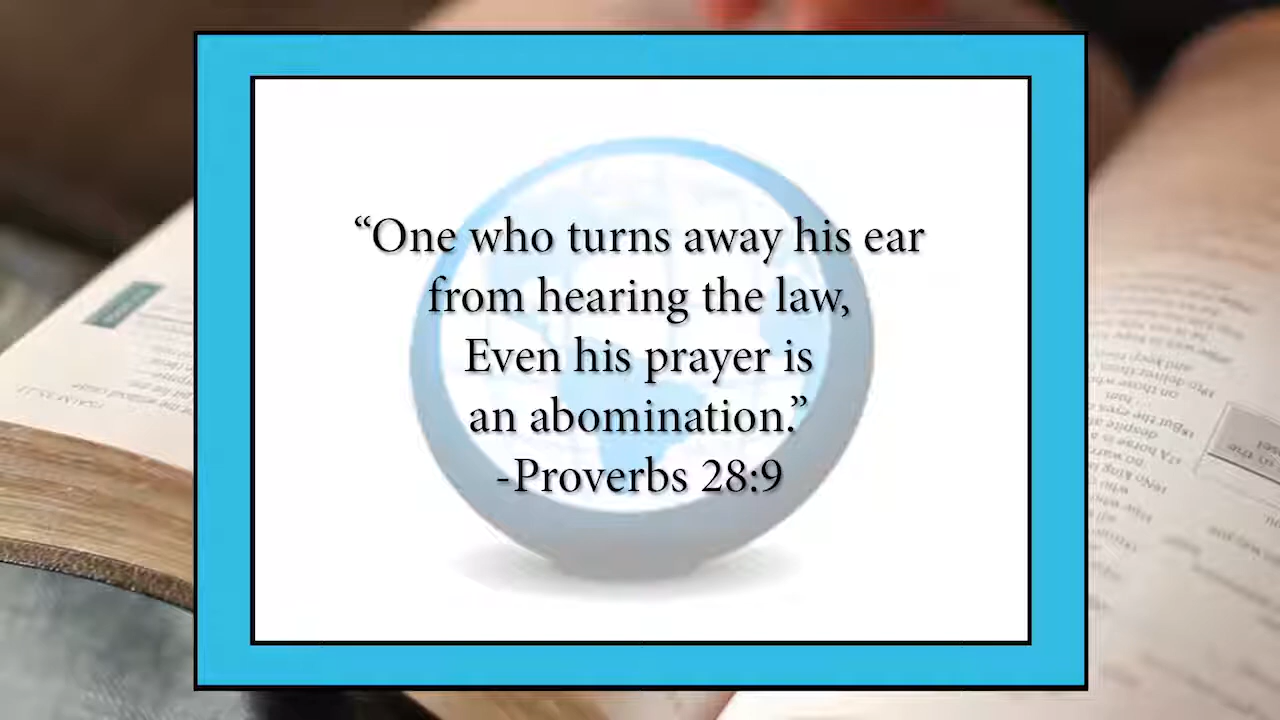 “One who turns away his ear
from hearing the law,
Even his prayer is
an abomination.”
-Proverbs 28:9